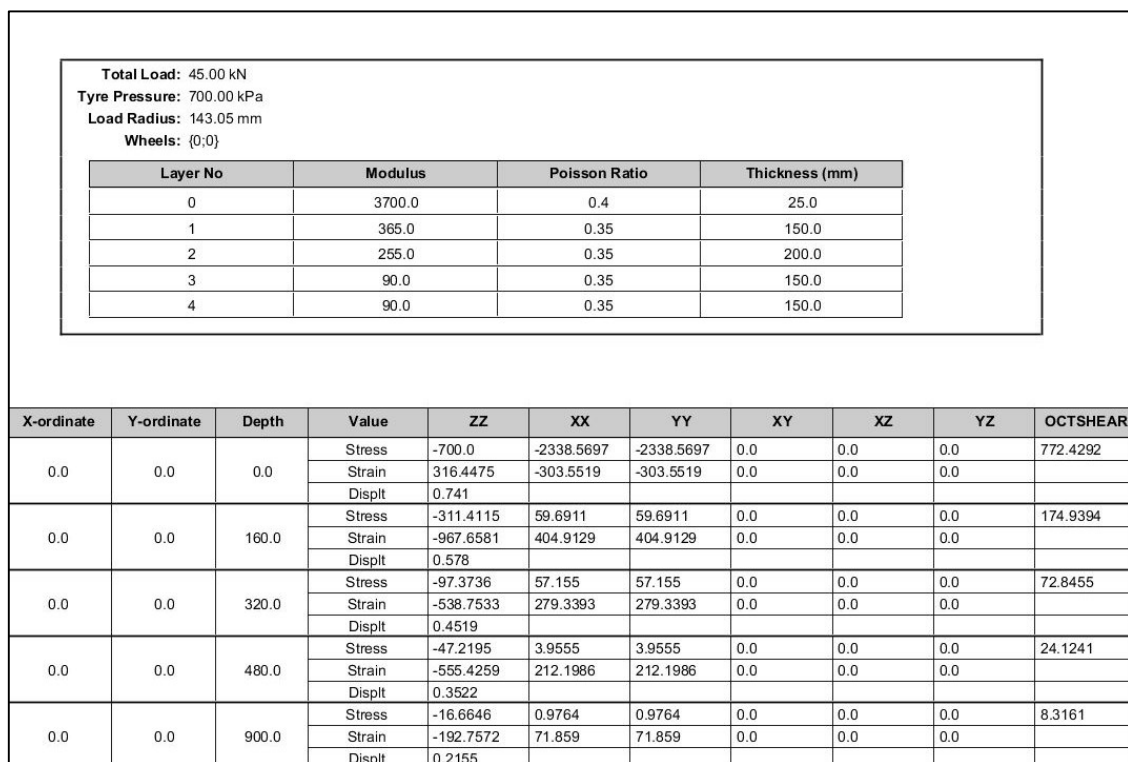 Total Load: 45.00 kN
Tyre Pressure: 700.00 kPa
Load Radius: 143.05 mm
Wheels: {0;0}
Layer No Modulus Poisson Ratio Thickness (mm)
0 3700.0 0.4 25.0
1 365.0 0.35 150.0
2 255.0 0.35 200.0
3 90.0 0.35 150.0
4 90.0 0.35 150.0
X-ordinate Y-ordinate Depth Value ZZ XX YY XY XZ YZ OCTSHEAR
Stress -700.0 -2338.5697 -2338.5697 0.0 0.0 0.0 772.4292
0.0 0.0 0.0 Strain 316.4475 -303.5519 -303.5519 0.0 0.0 0.0
Displt 0.741
Stress -311.4115 59.6911 59.6911 0.0 0.0 0.0 174.9394
0.0 0.0 160.0 Strain -967.6581 404.9129 404.9129 0.0 0.0 0.0
Displt 0.578
Stress -97.3736 57.155 57.155 0.0 0.0 0.0 72.8455
0.0 0.0 320.0 Strain -538.7533 279.3393 279.3393 0.0 0.0 0.0
Displt 0.4519
Stress -47.2195 3.9555 3.9555 0.0 0.0 0.0 24.1241
0.0 0.0 480.0 Strain -555.4259 212.1986 212.1986 0.0 0.0 0.0
Displt 0.3522
Stress -16.6646 0.9764 0.9764 0.0 0.0 0.0 8.3161
0.0 0.0 900.0 Strain -192.7572 71.859 71.859 0.0 0.0 0.0
Displt 0.2155